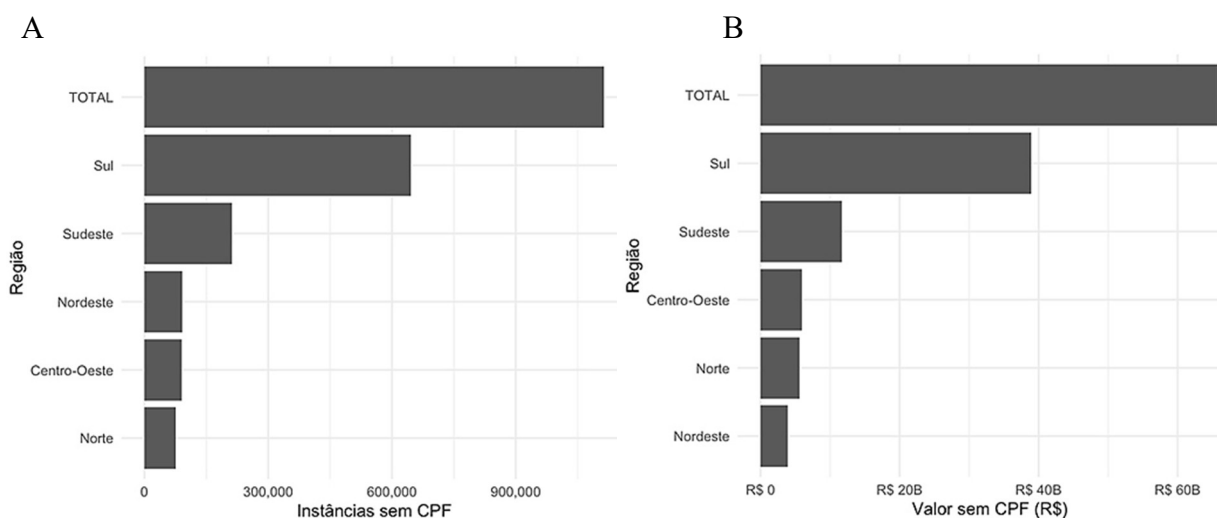 A
TOTAL
Sul
Sudeste
Nordeste
Centro-Oeste
Norte
Região
0
300,000
600,000
900,000
Instâncias sem CPF
B
TOTAL
Sul
Sudeste
Centro-Oeste
Norte
Nordeste
Região
R$ 0
R$ 20B
R$ 40B
R$ 60B
Valor sem CPF (R$)